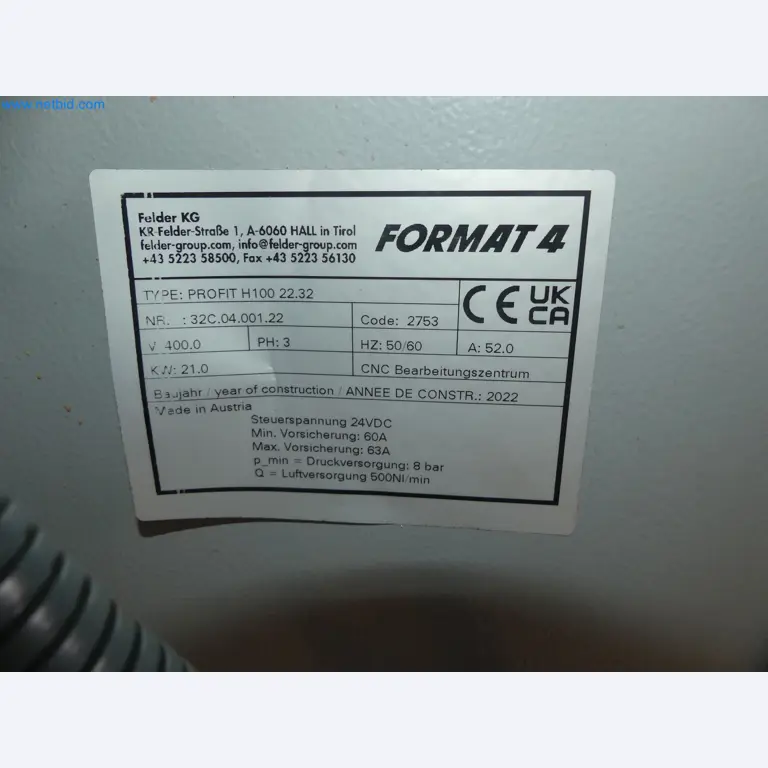 www.netbid.com
Felder KG
KR-Felder-Straße 1, A-6060 HALL in Tirol
felder-group.com, info@felder-group.com
+43 5223 58500, Fax +43 5223 56130
FORMAT 4
TYPE: PROFIT H100 22.32
CE UK CA
NR. : 32C.04.001.22 Code: 2753
V 400.0 PH: 3 HZ: 50/60 A: 52.0
KW: 21.0 CNC Bearbeitungszentrum
Baujahr / year of construction / ANNEE DE CONSTR.: 2022
Made in Austria
Steuerspannung 24VDC
Min. Vorsicherung: 60A
Max. Vorsicherung: 63A
p_min = Druckversorgung: 8 bar
Q = Luftversorgung 500Nl/min